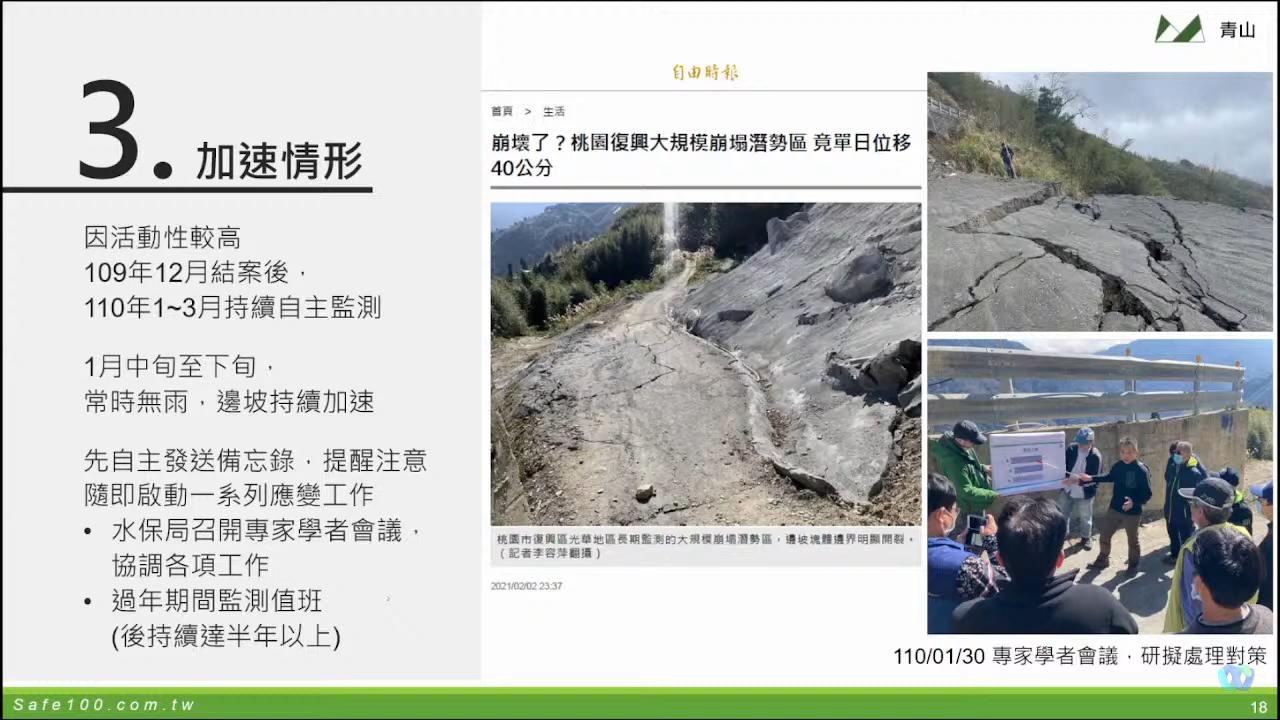 青山
3. 加速情形
因活動性較高
109年12月結案後，
110年1~3月持續自主監測
1月中旬至下旬，
常時無雨，邊坡持續加速
先自主發送備忘錄，提醒注意
隨即啟動一系列應變工作
• 水保局召開專家學者會議，
協調各項工作
• 過年期間監測值班
(後持續達半年以上)
自由時報
首頁 > 生活
崩壞了？桃園復興大規模崩塌潛勢區 竟單日位移
40公分
桃園市復興區光華地區長期監測的大規模崩塌潛勢區，邊坡塊體邊界明顯開裂。
（記者李容萍翻攝）
2021/02/02 23:37
110/01/30 專家學者會議，研擬處理對策
Safe100.com.tw
18